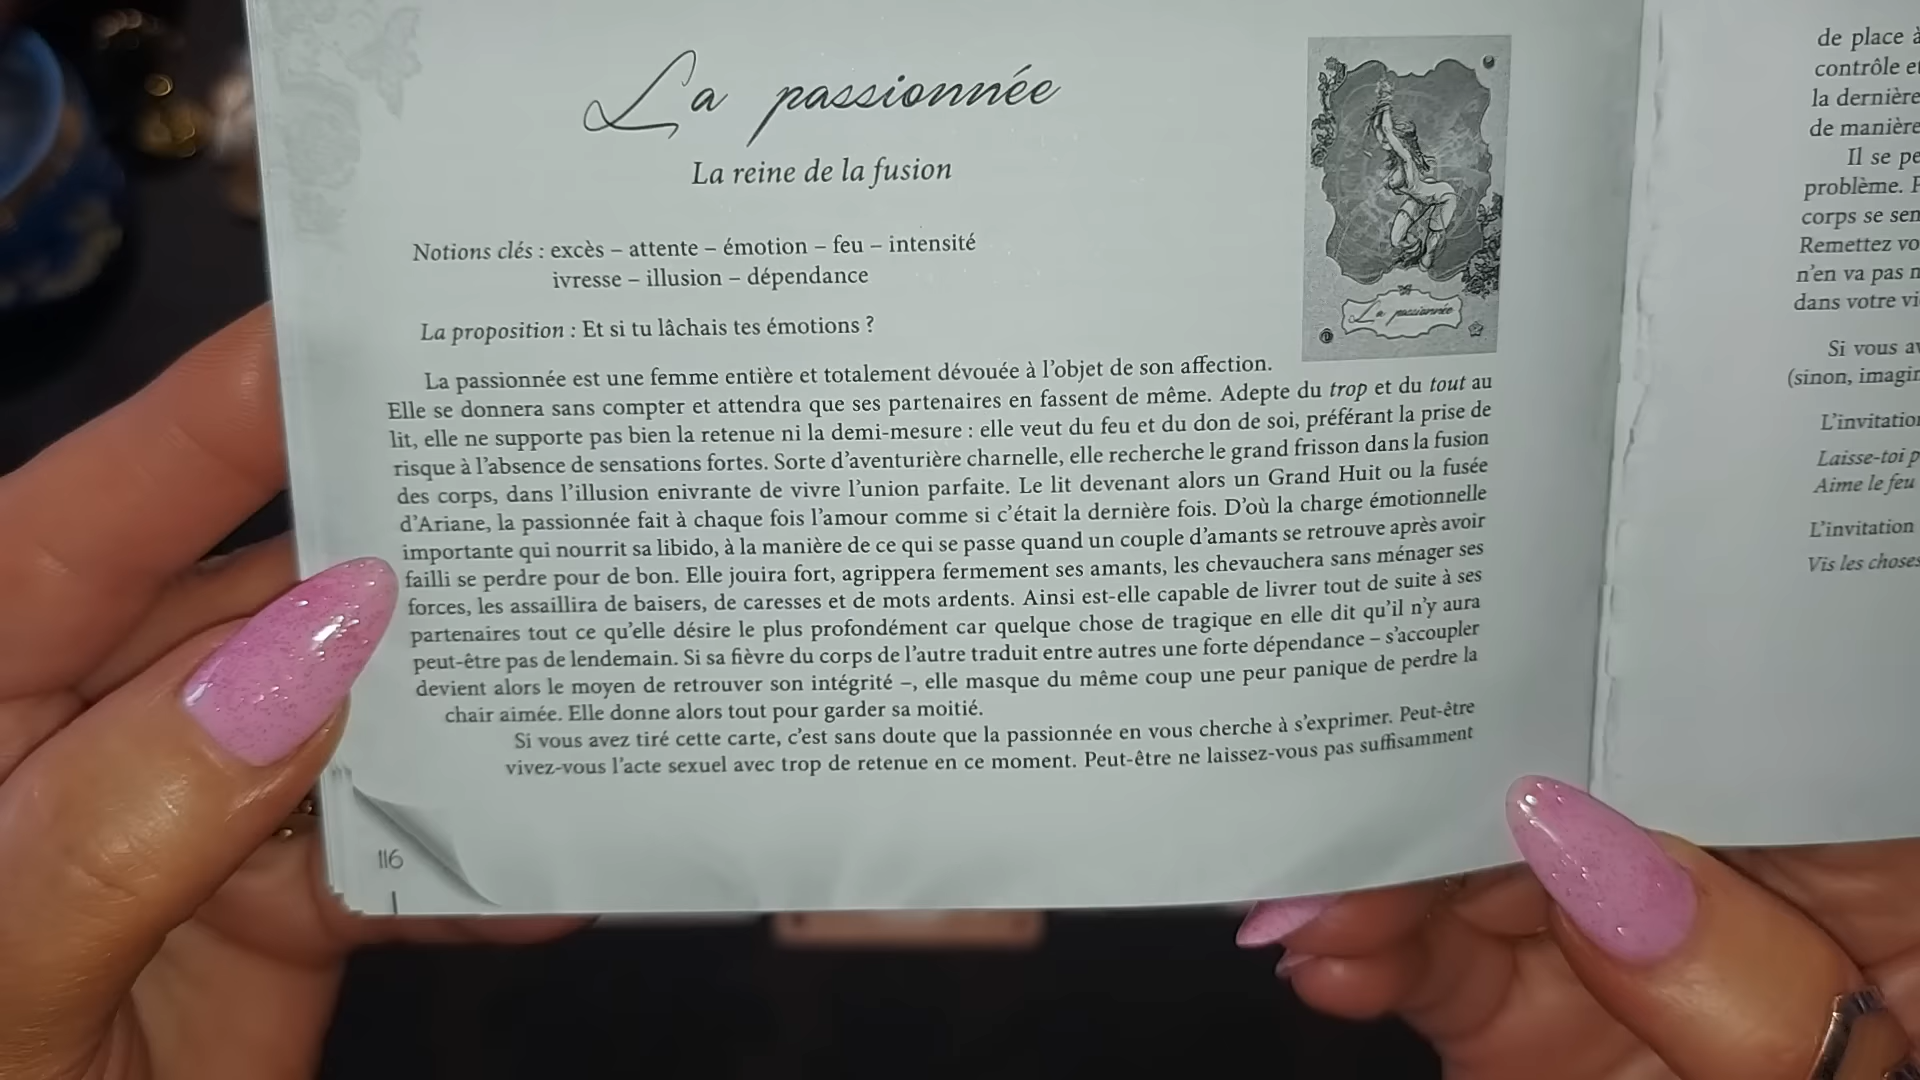 La passionnée
La reine de la fusion
Notions clés : excès – attente – émotion – feu – intensité
ivresse – illusion – dépendance
La proposition : Et si tu lâchais tes émotions ?
La passionnée
La passionnée est une femme entière et totalement dévouée à l'objet de son affection.
Elle se donnera sans compter et attendra que ses partenaires en fassent de même. Adepte du trop et du tout au
lit, elle ne supporte pas bien la retenue ni la demi-mesure : elle veut du feu et du don de soi, préférant la prise de
risque à l'absence de sensations fortes. Sorte d'aventurière charnelle, elle recherche le grand frisson dans la fusion
des corps, dans l'illusion enivrante de vivre l'union parfaite. Le lit devenant alors un Grand Huit ou la fusée
d'Ariane, la passionnée fait à chaque fois l'amour comme si c'était la dernière fois. D'où la charge émotionnelle
importante qui nourrit sa libido, à la manière de ce qui se passe quand un couple d'amants se retrouve après avoir
failli se perdre pour de bon. Elle jouira fort, agrippera fermement ses amants, les chevauchera sans ménager ses
forces, les assaillira de baisers, de caresses et de mots ardents. Ainsi est-elle capable de livrer tout de suite à ses
partenaires tout ce qu'elle désire le plus profondément car quelque chose de tragique en elle dit qu'il n'y aura
peut-être pas de lendemain. Si sa fièvre du corps de l'autre traduit entre autres une forte dépendance – s'accoupler
devient alors le moyen de retrouver son intégrité –, elle masque du même coup une peur panique de perdre la
chair aimée. Elle donne alors tout pour garder sa moitié.
Si vous avez tiré cette carte, c'est sans doute que la passionnée en vous cherche à s'exprimer. Peut-être
vivez-vous l'acte sexuel avec trop de retenue en ce moment. Peut-être ne laissez-vous pas suffisamment
116
de place à
contrôle et
la dernière
de manière
Il se pe
problème. P
corps se sen
Remettez vo
n'en va pas n
dans votre vi
Si vous av
(sinon, imagin
L'invitation
Laisse-toi p
Aime le feu
L'invitation
Vis les choses